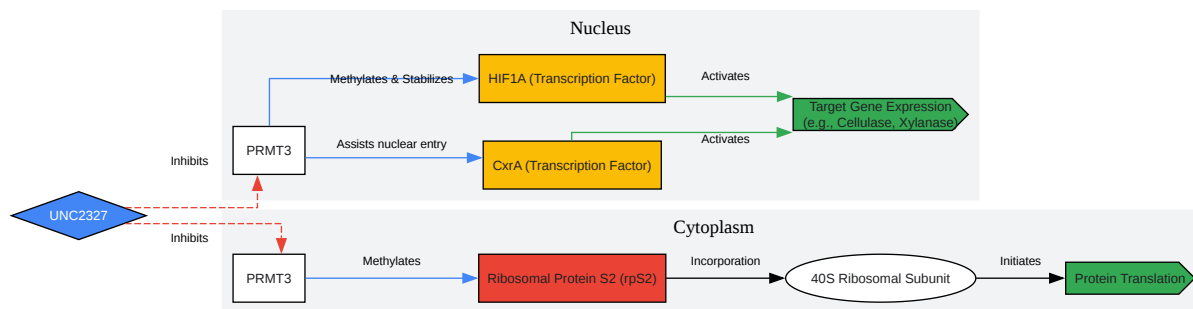 Nucleus
Methylates & Stabilizes
HIF1A (Transcription Factor)
Activates
Target Gene Expression
(e.g., Cellulase, Xylanase)
PRMT3
Assists nuclear entry
CxrA (Transcription Factor)
Activates
Inhibits
UNC2327
Inhibits
Cytoplasm
PRMT3
Methylates
Ribosomal Protein S2 (rpS2)
Incorporation
40S Ribosomal Subunit
Initiates
Protein Translation